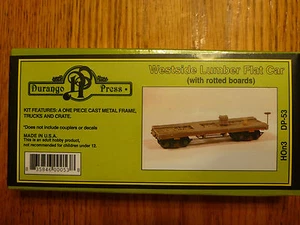 Durango Press
KIT FEATURES: A ONE PIECE CAST METAL FRAME,
TRUCKS AND CRATE.
*Does not include couplers or decals
MADE IN U.S.A.
This is an adult hobby product,
not recommended for children under 12.
Westside Lumber Flat Car
(with rotted boards)
HOn3 DP-53